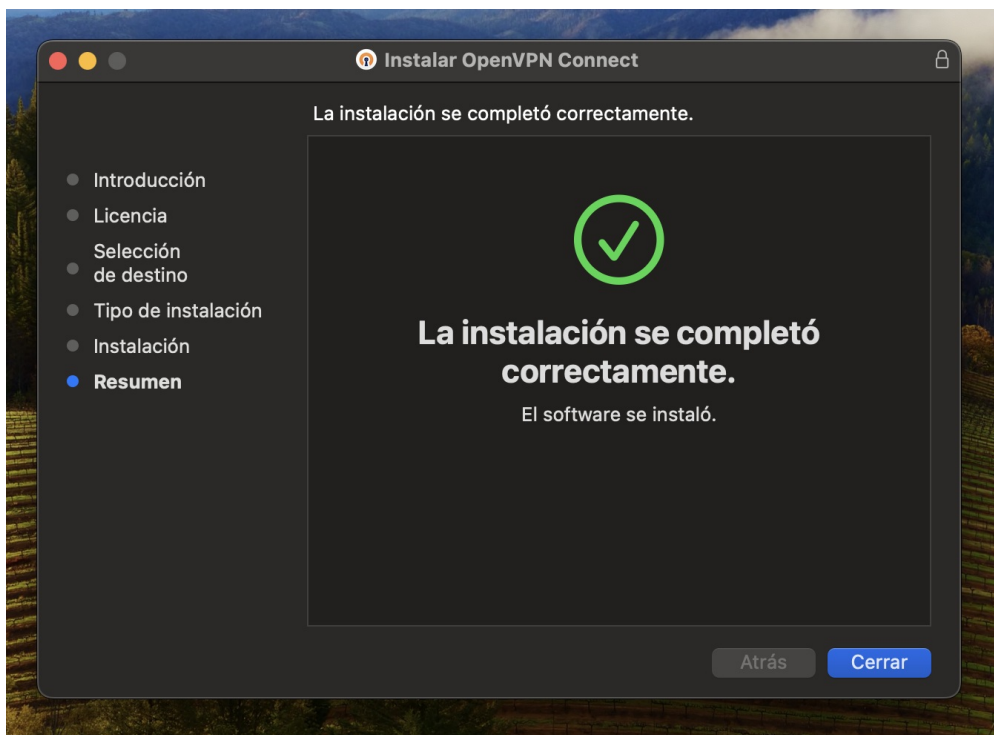 Instalar OpenVPN Connect
La instalación se completó correctamente.
Introducción
Licencia
Selección
de destino
Tipo de instalación
Instalación
Resumen
La instalación se completó
correctamente.
El software se instaló.
Atrás
Cerrar